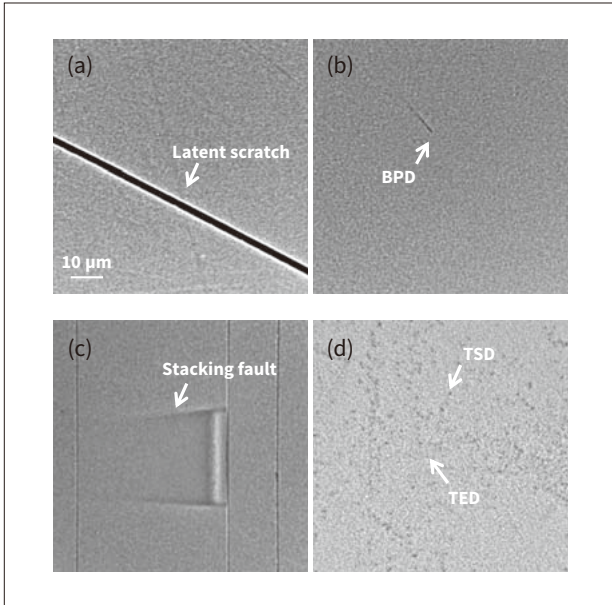 (a)
Latent scratch
10 μm
(b)
BPD
(c)
Stacking fault
(d)
TSD
TED